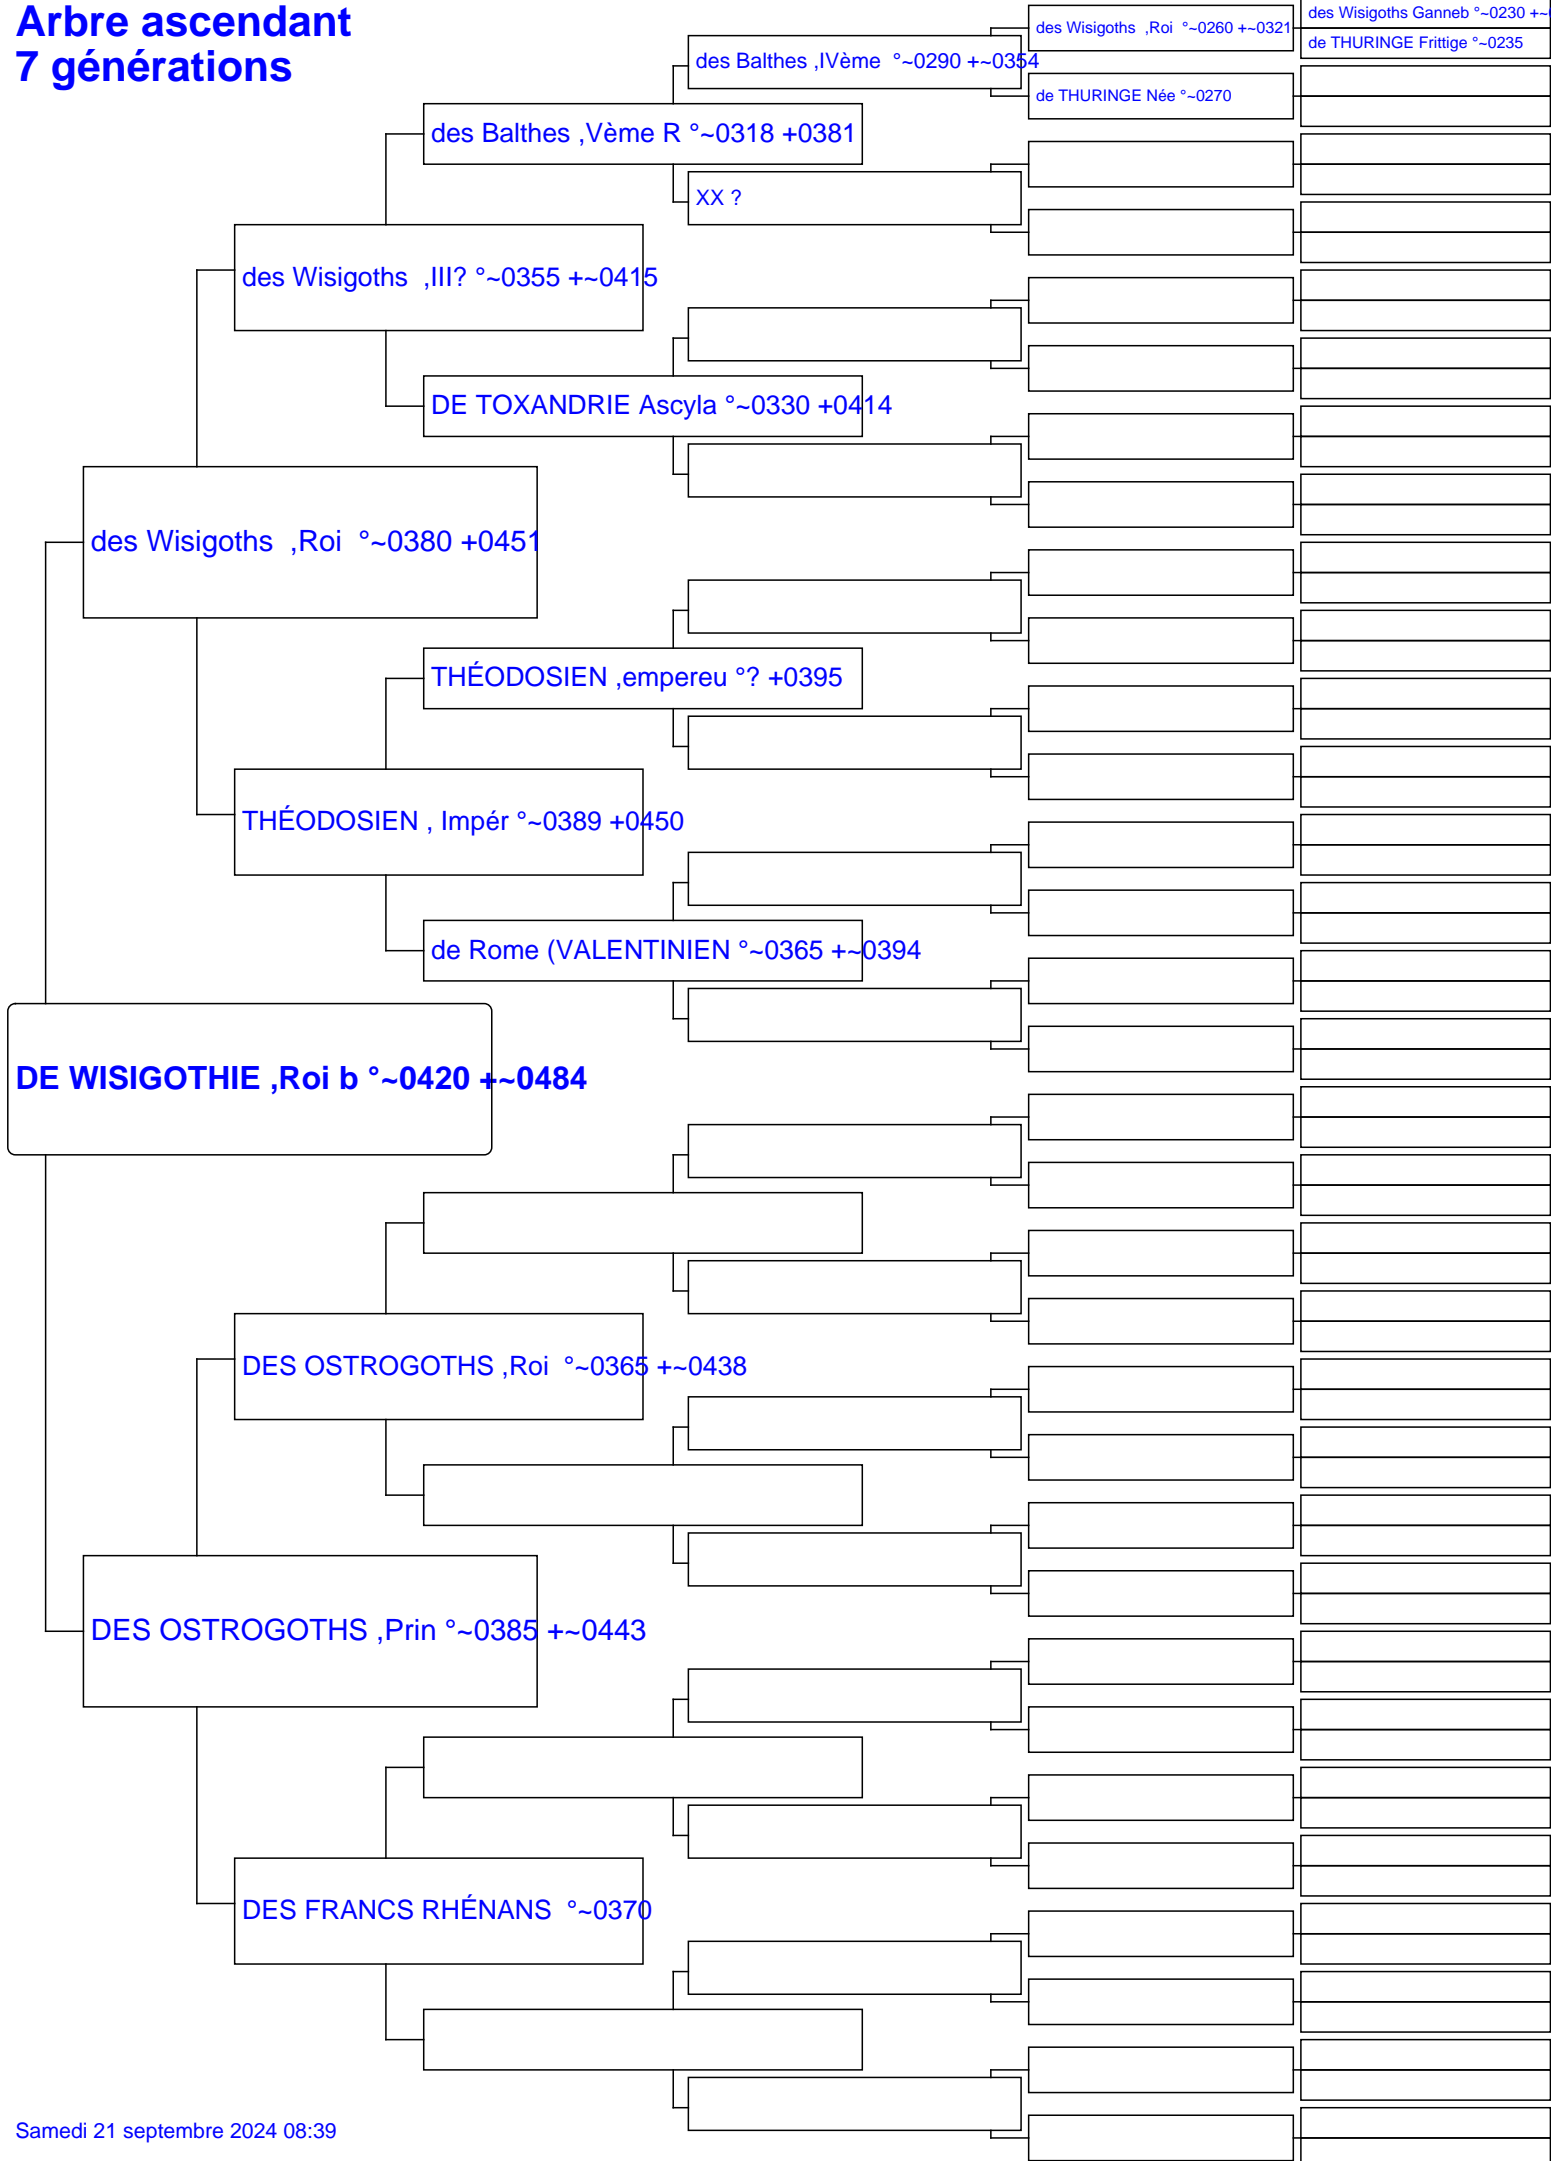 Arbre ascendant
7 générations
des Wisigoths Ganneb °~0230 +~
des Wisigoths ,Roi °~0260 +~0321
de THURINGE Frittige °~0235
des Balthes ,IVème °~0290 +~0354
de THURINGE Née °~0270
des Balthes ,Vème R °~0318 +0381
XX ?
des Wisigoths ,III? °~0355 +~0415
DE TOXANDRIE Ascyla °~0330 +0414
des Wisigoths ,Roi °~0380 +0451
THÉODOSIEN ,empereu °? +0395
THÉODOSIEN , Impér °~0389 +0450
de Rome (VALENTINIEN °~0365 +~0394
DE WISIGOTHIE ,Roi b °~0420 +~0484
DES OSTROGOTHS ,Roi °~0365 +~0438
DES OSTROGOTHS ,Prin °~0385 +~0443
DES FRANCS RHÉNANS °~0370
Samedi 21 septembre 2024 08:39